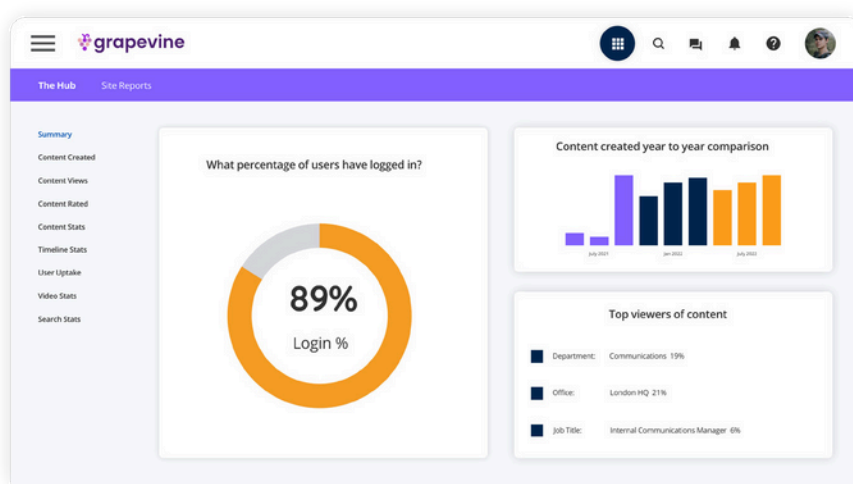 grapevine
The Hub Site Reports
Summary
Content Created
Content Views
Content Rated
Content Stats
Timeline Stats
User Uptake
Video Stats
Search Stats
What percentage of users have logged in?
89%
Login %
Content created year to year comparison
July 2021 Jan 2022 July 2022
Top viewers of content
Department: Communications 19%
Office: London HQ 21%
Job Title: Internal Communications Manager 6%